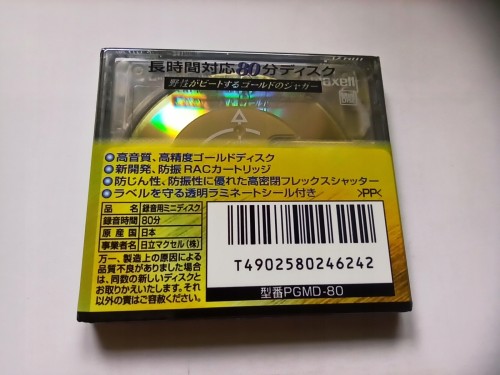 長時間対応80分ディスク
野性がビートするゴールドのジャガー
maxell
●高音質、高精度ゴールドディスク
●新開発、防振RACカートリッジ
●防じん性、防振性に優れた高密閉フレックスシャッター
●ラベルを守る透明ラミネートシール付き >PP<
品名 録音用ミニディスク
録音時間 80分
原産国 日本
事業者名 日立マクセル(株)
万一、製造上の原因による
品質不良がありました場合
は、同数の新しいディスクと
お取りかえいたします。それ
以外の責はご容赦ください。
T4902580246242
型番PGMD-80